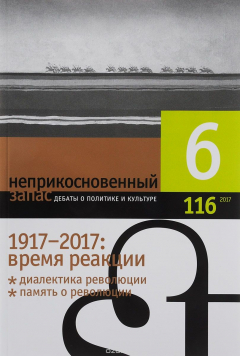 6
неприкосновенный
запас ДЕБАТЫ О ПОЛИТИКЕ И КУЛЬТУРЕ
116 2017
1917–2017:
время реакции
* диалектика революции
* память о революции